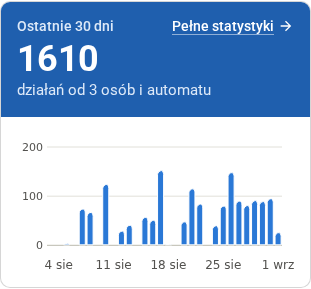 Ostatnie 30 dni Pełne statystyki →
1610
działań od 3 osób i automatu
200
100
0
4 sie 11 sie 18 sie 25 sie 1 wrz